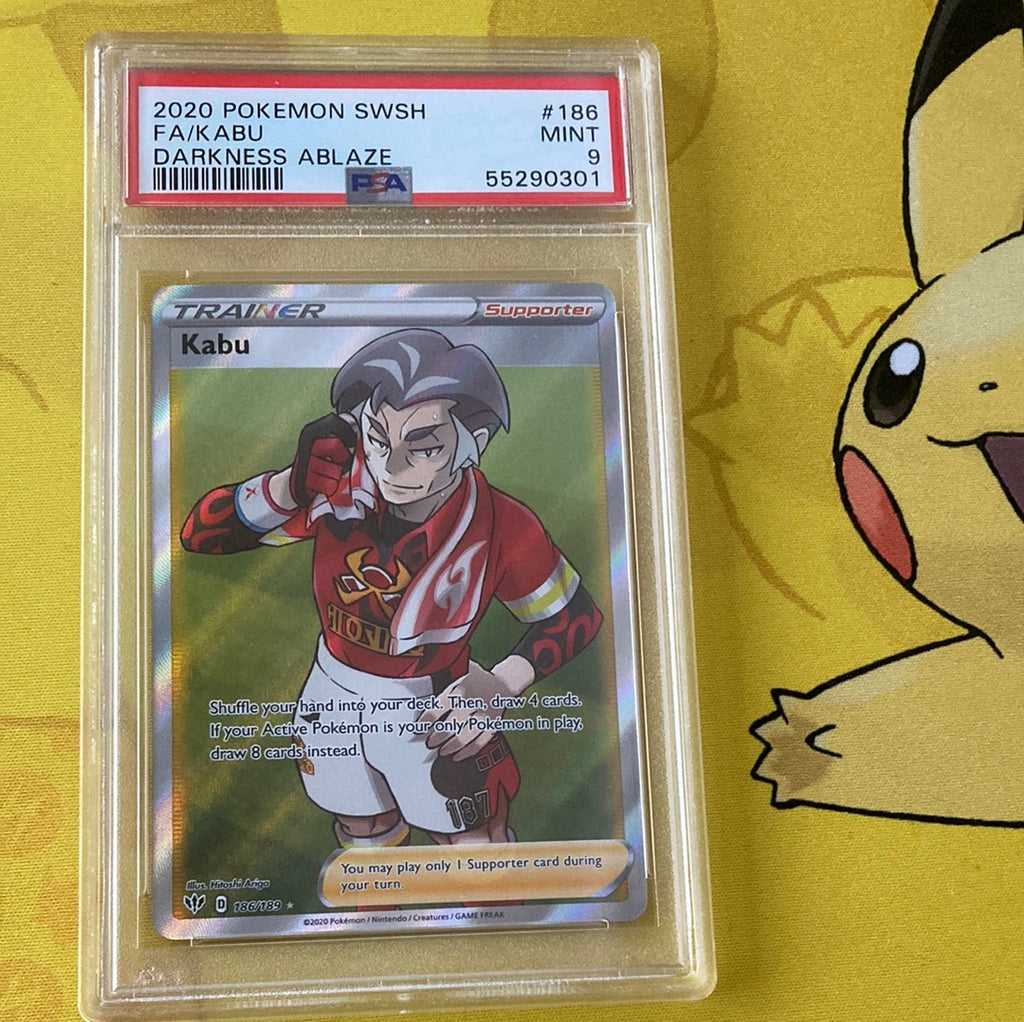 2020 POKEMON SWSH #186
FA/KABU MINT
DARKNESS ABLAZE 9
PSA 55290301
TRAINER Supporter
Kabu
Shuffle your hand into your deck. Then, draw 4 cards.
If your Active Pokémon is your only Pokémon in play,
draw 8 cards instead.
187
You may play only 1 Supporter card during
your turn.
Illus. Hitoshi Ariga
D 186/189
©2020 Pokémon / Nintendo / Creatures / GAME FREAK